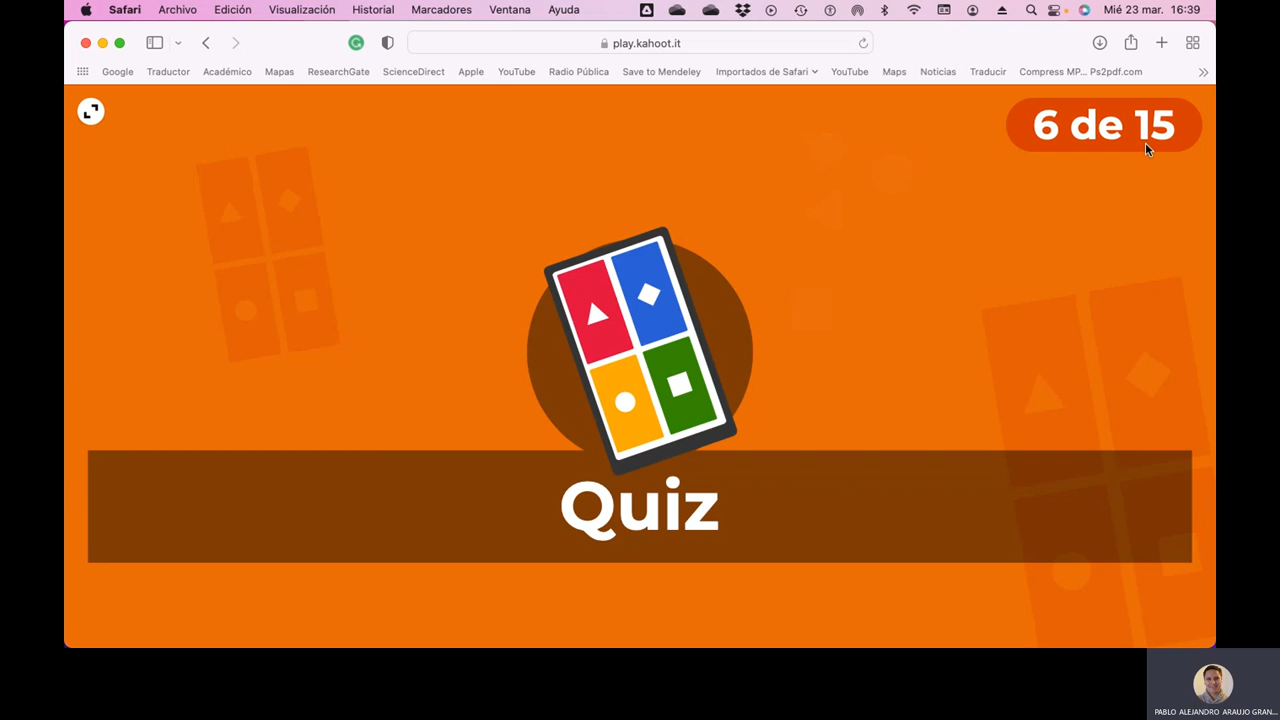 Safari Archivo Edición Visualización Historial Marcadores Ventana Ayuda Mié 23 mar. 16:39
play.kahoot.it
Google Traductor Académico Mapas ResearchGate ScienceDirect Apple YouTube Radio Pública Save to Mendeley Importados de Safari YouTube Maps Noticias Traducir Compress MP... Ps2pdf.com
6 de 15
Quiz
PABLO ALEJANDRO ARAUJO GRAN...